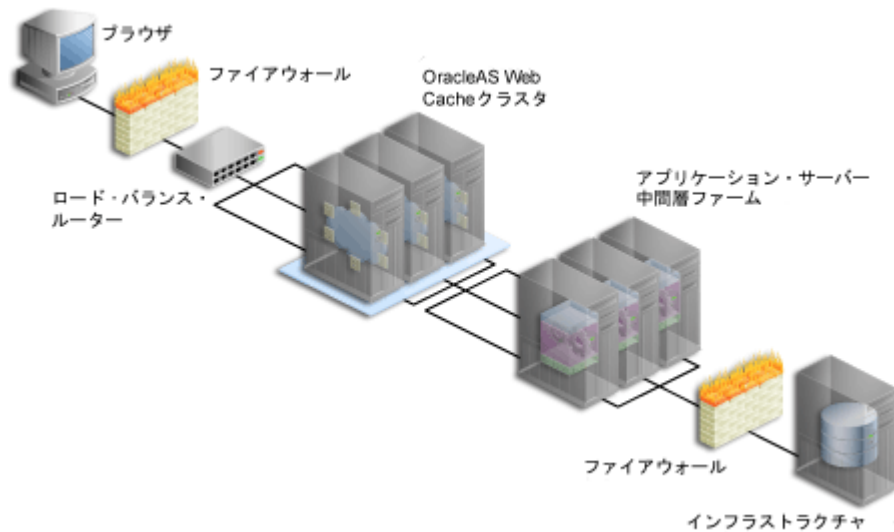 ブラウザ
ファイアウォール
OracleAS Web
Cacheクラスタ
ロード・バランス・
ルーター
アプリケーション・サーバー
中間層ファーム
ファイアウォール
インフラストラクチャ